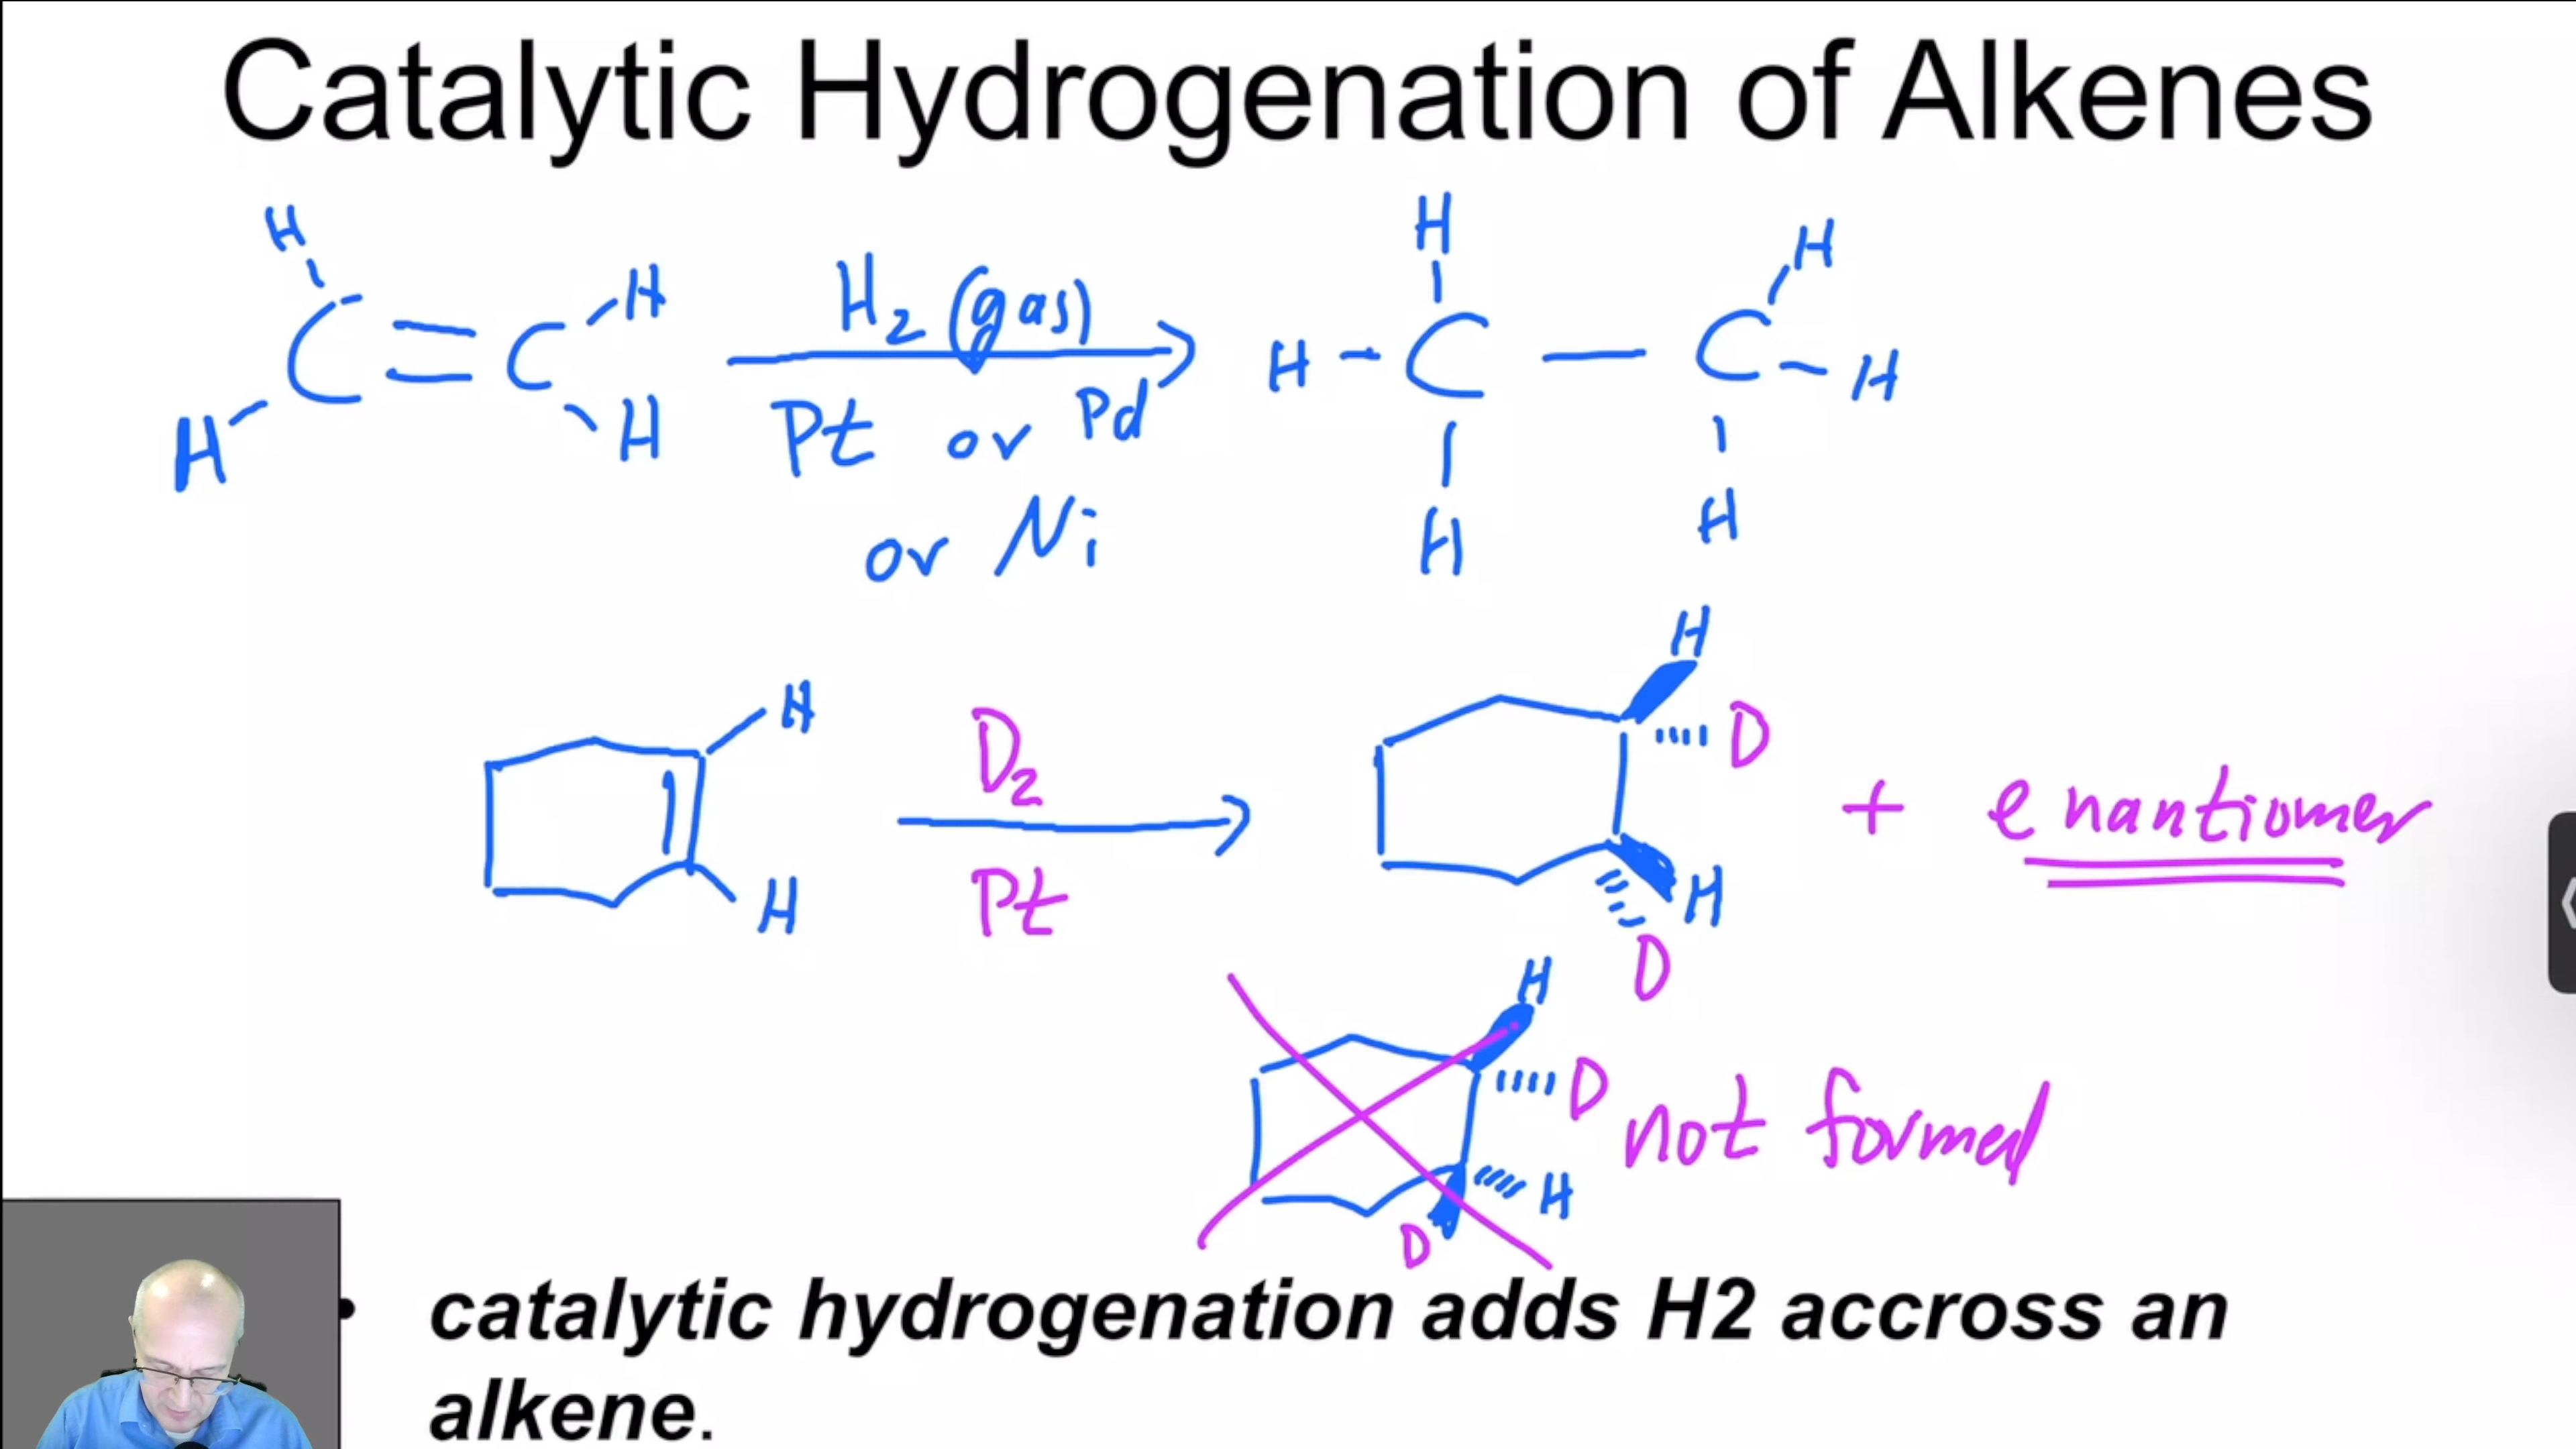 Catalytic Hydrogenation of Alkenes
H
H
C = C
H
H
H₂ (gas)
Pt or Pd
or Ni
H
H
H - C — C - H
H
H
H
H
D₂
Pt
H
D
H
D
+ enantiomer
H
D
H
D
not formed
• catalytic hydrogenation adds H2 accross an
alkene.